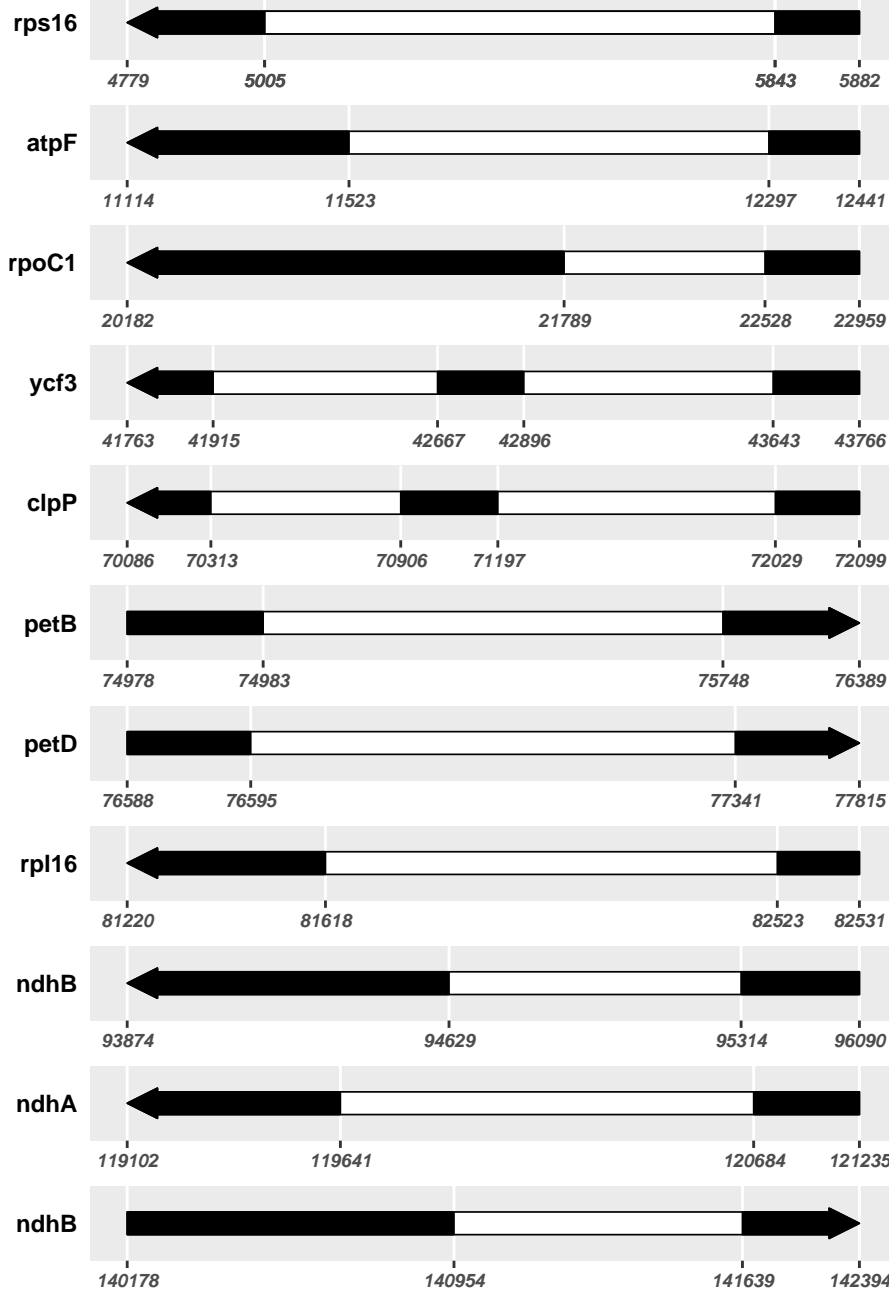 rps16
4779 5005 5843 5882
atpF
11114 11523 12297 12441
rpoC1
20182 21789 22528 22959
ycf3
41763 41915 42667 42896 43643 43766
clpP
70086 70313 70906 71197 72029 72099
petB
74978 74983 75748 76389
petD
76588 76595 77341 77815
rpl16
81220 81618 82523 82531
ndhB
93874 94629 95314 96090
ndhA
119102 119641 120684 121235
ndhB
140178 140954 141639 142394